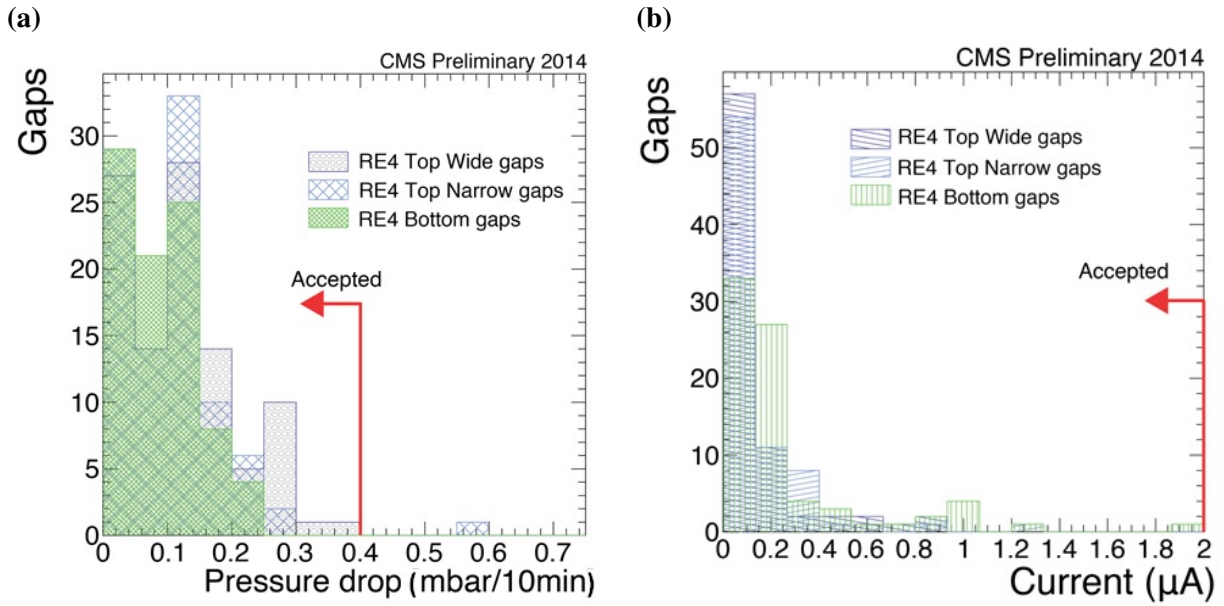 (a)
CMS Preliminary 2014
Gaps
30
25
20
15
10
5
0
RE4 Top Wide gaps
RE4 Top Narrow gaps
RE4 Bottom gaps
Accepted
0 0.1 0.2 0.3 0.4 0.5 0.6 0.7
Pressure drop (mbar/10min)
(b)
CMS Preliminary 2014
Gaps
50
40
30
20
10
0
RE4 Top Wide gaps
RE4 Top Narrow gaps
RE4 Bottom gaps
Accepted
0 0.2 0.4 0.6 0.8 1 1.2 1.4 1.6 1.8 2
Current (μA)